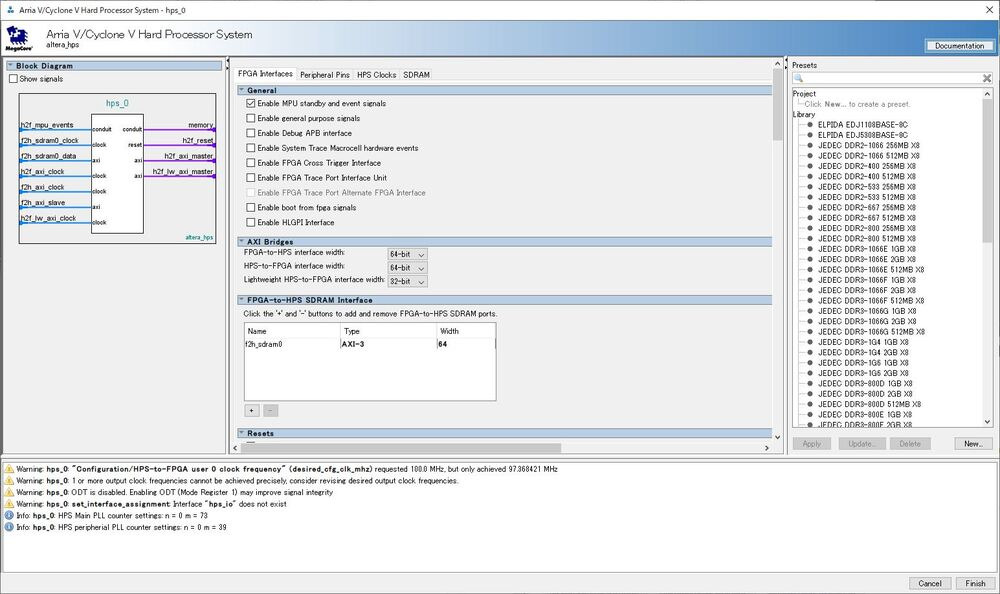 Arria V/Cyclone V Hard Processor System - hps_0
Arria V/Cyclone V Hard Processor System
altera_hps
MegaCore
Documentation
Block Diagram
Show signals
hps_0
h2f_mpu_events
conduit
conduit
memory
f2h_sdram0_clock
clock
reset
h2f_reset
f2h_sdram0_data
axi
axi
h2f_axi_master
h2f_axi_clock
clock
axi
h2f_lw_axi_master
f2h_axi_clock
clock
f2h_axi_slave
axi
h2f_lw_axi_clock
clock
altera_hps
FPGA Interfaces
Peripheral Pins
HPS Clocks
SDRAM
General
Enable MPU standby and event signals
Enable general purpose signals
Enable Debug APB interface
Enable System Trace Macrocell hardware events
Enable FPGA Cross Trigger Interface
Enable FPGA Trace Port Interface Unit
Enable FPGA Trace Port Alternate FPGA Interface
Enable boot from fpga signals
Enable HLGPI Interface
AXI Bridges
FPGA-to-HPS interface width: 64-bit
HPS-to-FPGA interface width: 64-bit
Lightweight HPS-to-FPGA interface width: 32-bit
FPGA-to-HPS SDRAM Interface
Click the '+' and '-' buttons to add and remove FPGA-to-HPS SDRAM ports.
Name Type Width
f2h_sdram0 AXI-3 64
+ -
Resets
Presets
Project
Click New... to create a preset.
Library
ELPIDA EDJ1108BASE-8C
ELPIDA EDJ5308BASE-8C
JEDEC DDR2-1066 256MB X8
JEDEC DDR2-1066 512MB X8
JEDEC DDR2-400 256MB X8
JEDEC DDR2-400 512MB X8
JEDEC DDR2-533 256MB X8
JEDEC DDR2-533 512MB X8
JEDEC DDR2-667 256MB X8
JEDEC DDR2-667 512MB X8
JEDEC DDR2-800 256MB X8
JEDEC DDR2-800 512MB X8
JEDEC DDR3-1066E 1GB X8
JEDEC DDR3-1066E 2GB X8
JEDEC DDR3-1066E 512MB X8
JEDEC DDR3-1066F 1GB X8
JEDEC DDR3-1066F 2GB X8
JEDEC DDR3-1066F 512MB X8
JEDEC DDR3-1066G 1GB X8
JEDEC DDR3-1066G 2GB X8
JEDEC DDR3-1066G 512MB X8
JEDEC DDR3-1G4 1GB X8
JEDEC DDR3-1G4 2GB X8
JEDEC DDR3-1G6 1GB X8
JEDEC DDR3-1G6 2GB X8
JEDEC DDR3-800D 1GB X8
JEDEC DDR3-800D 2GB X8
JEDEC DDR3-800D 512MB X8
JEDEC DDR3-800E 1GB X8
JEDEC DDR3-800E 2GB X8
Apply
Update...
Delete
New...
Warning: hps_0: "Configuration/HPS-to-FPGA user 0 clock frequency" (desired_cfg_clk_mhz) requested 100.0 MHz, but only achieved 97.368421 MHz
Warning: hps_0: 1 or more output clock frequencies cannot be achieved precisely, consider revising desired output clock frequencies.
Warning: hps_0: ODT is disabled. Enabling ODT (Mode Register 1) may improve signal integrity
Warning: hps_0: set_interface_assignment: Interface "hps_io" does not exist
Info: hps_0: HPS Main PLL counter settings: n = 0 m = 73
Info: hps_0: HPS peripherial PLL counter settings: n = 0 m = 39
Cancel
Finish